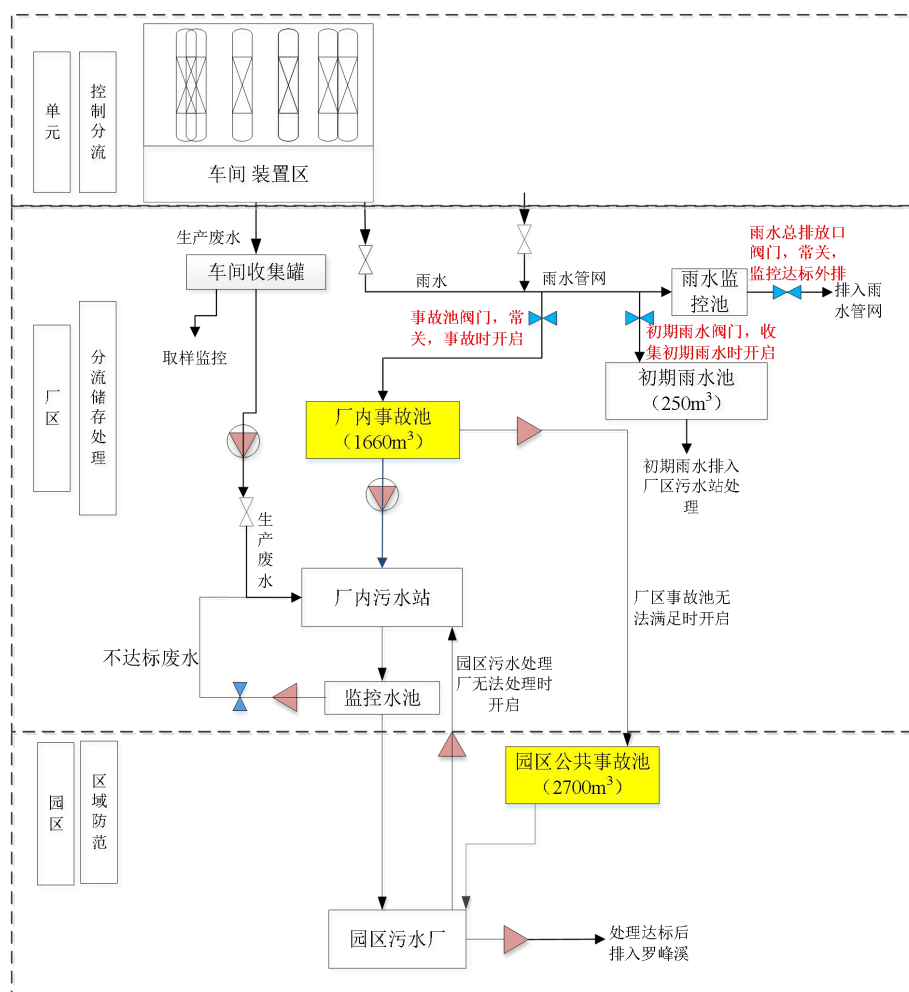 单元
控制分流
车间 装置区
生产废水
车间收集罐
取样监控
雨水
雨水管网
雨水总排放口
阀门，常关，
监控达标外排
雨水监
控池
排入雨
水管网
事故池阀门，常
关，事故时开启
初期雨水阀门，收
集初期雨水时开启
初期雨水池
（250m³）
厂内事故池
（1660m³）
初期雨水排入
厂区污水站处
理
厂区
分流储存处理
生产废水
厂内污水站
厂区事故池无
法满足时开启
不达标废水
园区污水处理
厂无法处理时
开启
监控水池
园区
区域防范
园区公共事故池
（2700m³）
园区污水厂
处理达标后
排入罗峰溪